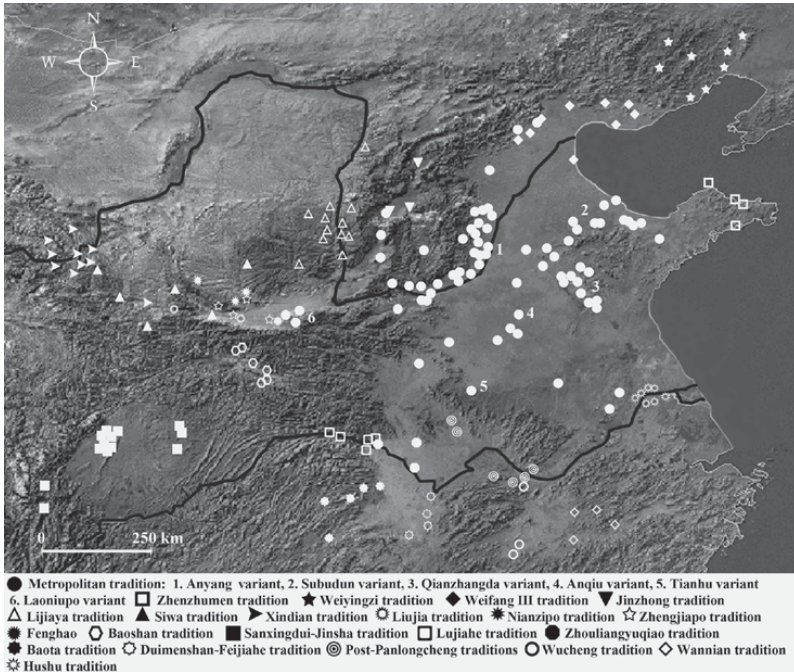 N
W E
S
1
2
3
4
5
6
0 250 km
Metropolitan tradition: 1. Anyang variant, 2. Subudun variant, 3. Qianzhangda variant, 4. Anqiu variant, 5. Tianhu variant
6. Laoniupo variant Zhenzhumen tradition Weiyingzi tradition Weifang III tradition Jinzhong tradition
Lijiaya tradition Siwa tradition Xindian tradition Liujia tradition Nianzipo tradition Zhengjiapo tradition
Fenghao Baoshan tradition Sanxingdui-Jinsha tradition Lujiahe tradition Zhouliangyuqiao tradition
Baota tradition Duimenshan-Feijiahe tradition Post-Panlongcheng tradition Wucheng tradition Wannian tradition
Hushu tradition